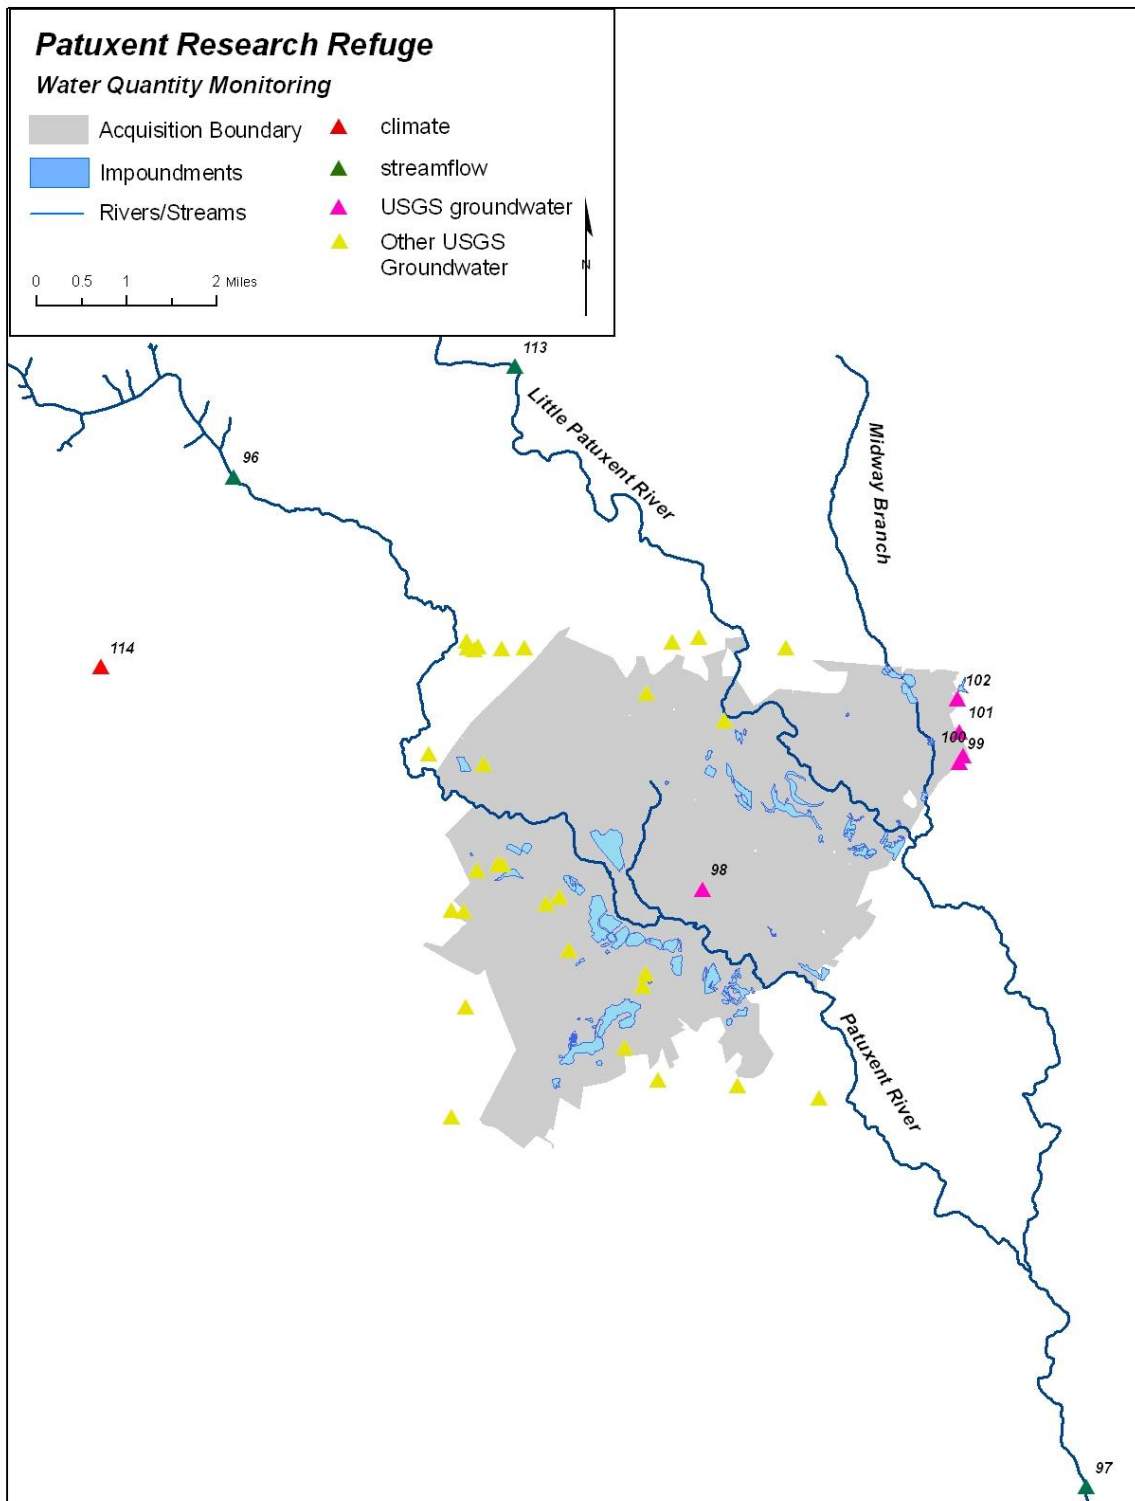 Patuxent Research Refuge
Water Quantity Monitoring
Acquisition Boundary
Impoundments
Rivers/Streams
climate
streamflow
USGS groundwater
Other USGS
Groundwater
0 0.5 1 2 Miles
N
113
Little Patuxent River
96
Midway Branch
114
102
101
100
99
98
Patuxent River
97